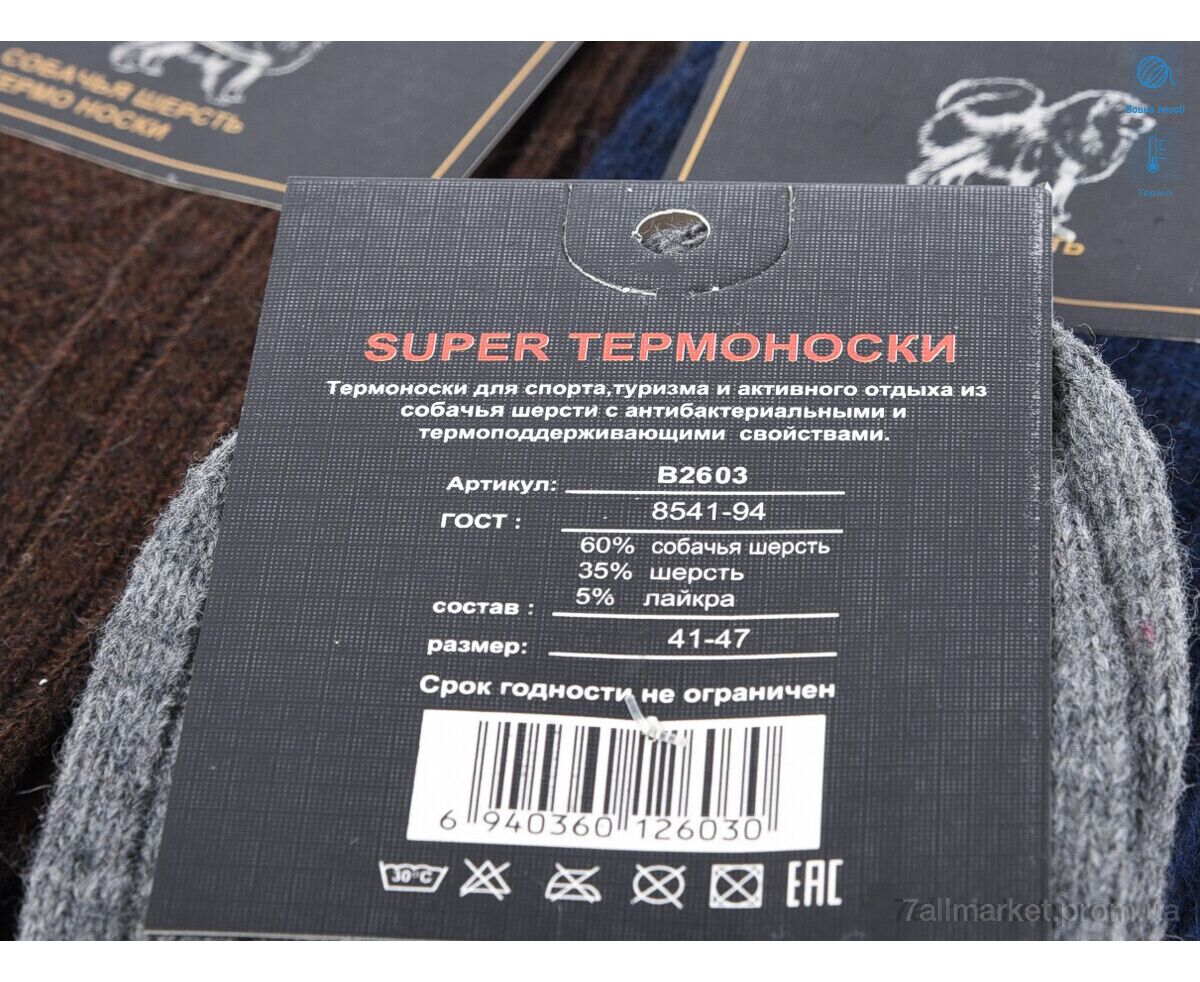 СОБАЧЬЯ ШЕРСТЬ
ТЕРМО НОСКИ
Термо
SUPER ТЕРМОНОСКИ
Термоноски для спорта,туризма и активного отдыха из
собачья шерсти с антибактериальными и
термоподдерживающими свойствами.
Артикул: B2603
ГОСТ : 8541-94
60% собачья шерсть
35% шерсть
5% лайкра
состав :
размер: 41-47
Срок годности не ограничен
6 940360 126030
30°C
EAC
7allmarket.prom.ua